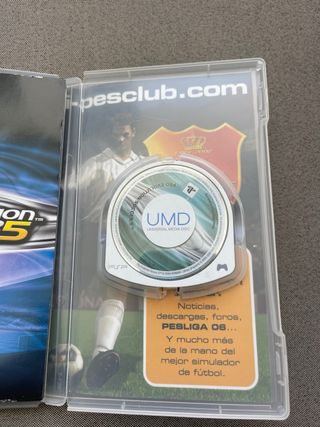 pesclub.com
5
UMD
UNIVERSAL MEDIA DISC
PSP
Noticias,
descargas, foros,
PESLIGA 06...
Y mucho más
de la mano del
mejor simulador
de fútbol.